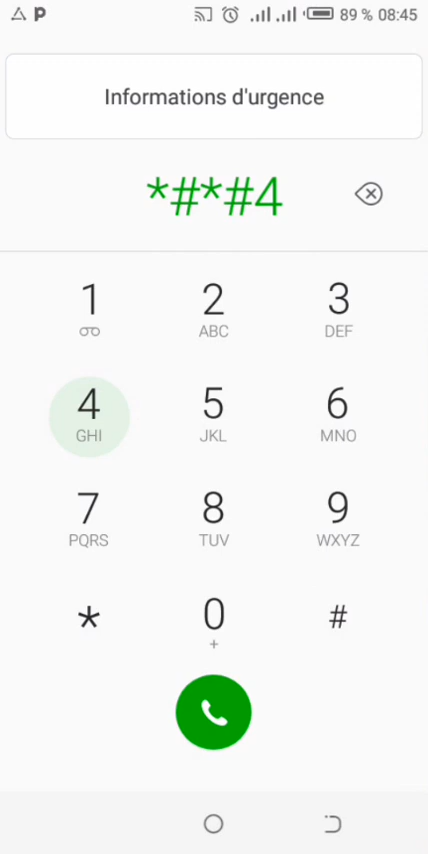 89 % 08:45
Informations d'urgence
*#*#4
1 2 3
ABC DEF
4 5 6
GHI JKL MNO
7 8 9
PQRS TUV WXYZ
* 0 #
+